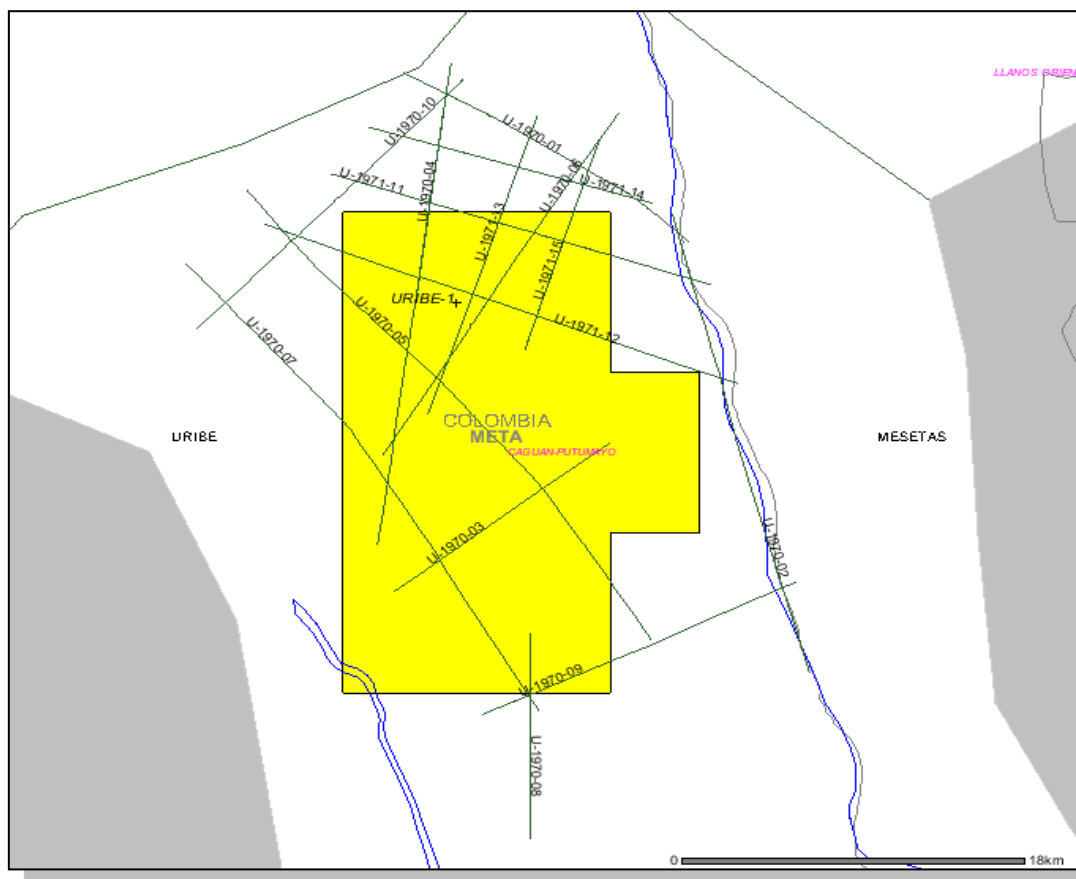 LLANOS ORIEN
U-1970-10
U-1970-01
U-1970-04
U-1970-06
U-1971-11
U-1971-14
U-1971-13
U-1971-15
URIBE-1
U-1970-05
U-1971-12
U-1970-07
COLOMBIA
META
URIBE
MESETAS
CAGUAN-PUTUMAYO
U-1970-03
U-1970-02
U-1970-09
U-1970-08
0 18km